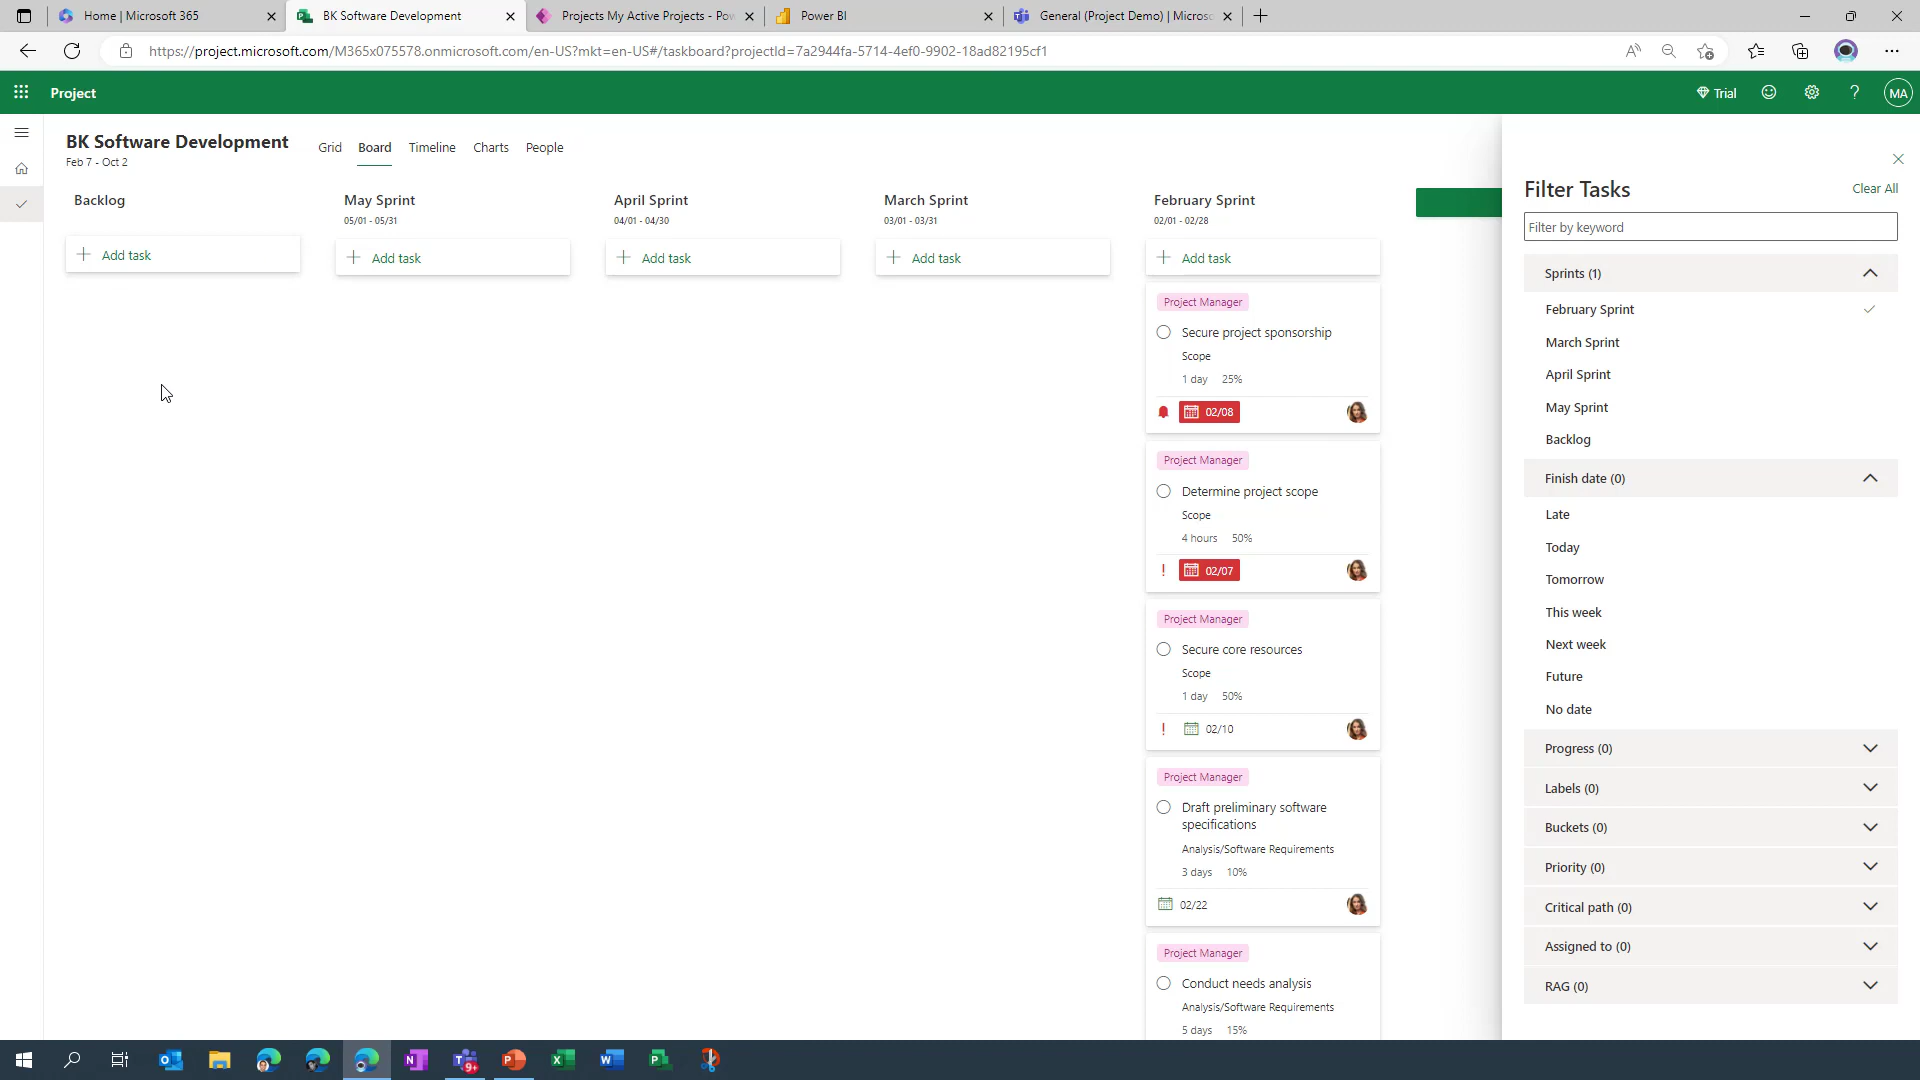 Home | Microsoft 365
BK Software Development
Projects My Active Projects - Pow
Power BI
General (Project Demo) | Microso
https://project.microsoft.com/M365x075578.onmicrosoft.com/en-US?mkt=en-US#/taskboard?projectId=7a2944fa-5714-4ef0-9902-18ad82195cf1
Project
Trial
?
MA
BK Software Development
Feb 7 - Oct 2
Grid
Board
Timeline
Charts
People
Backlog
Add task
May Sprint
05/01 - 05/31
Add task
April Sprint
04/01 - 04/30
Add task
March Sprint
03/01 - 03/31
Add task
February Sprint
02/01 - 02/28
Add task
Project Manager
Secure project sponsorship
Scope
1 day 25%
02/08
Project Manager
Determine project scope
Scope
4 hours 50%
! 02/07
Project Manager
Secure core resources
Scope
1 day 50%
! 02/10
Project Manager
Draft preliminary software
specifications
Analysis/Software Requirements
3 days 10%
02/22
Project Manager
Conduct needs analysis
Analysis/Software Requirements
5 days 15%
Filter Tasks
Clear All
Filter by keyword
Sprints (1)
February Sprint
March Sprint
April Sprint
May Sprint
Backlog
Finish date (0)
Late
Today
Tomorrow
This week
Next week
Future
No date
Progress (0)
Labels (0)
Buckets (0)
Priority (0)
Critical path (0)
Assigned to (0)
RAG (0)
9+